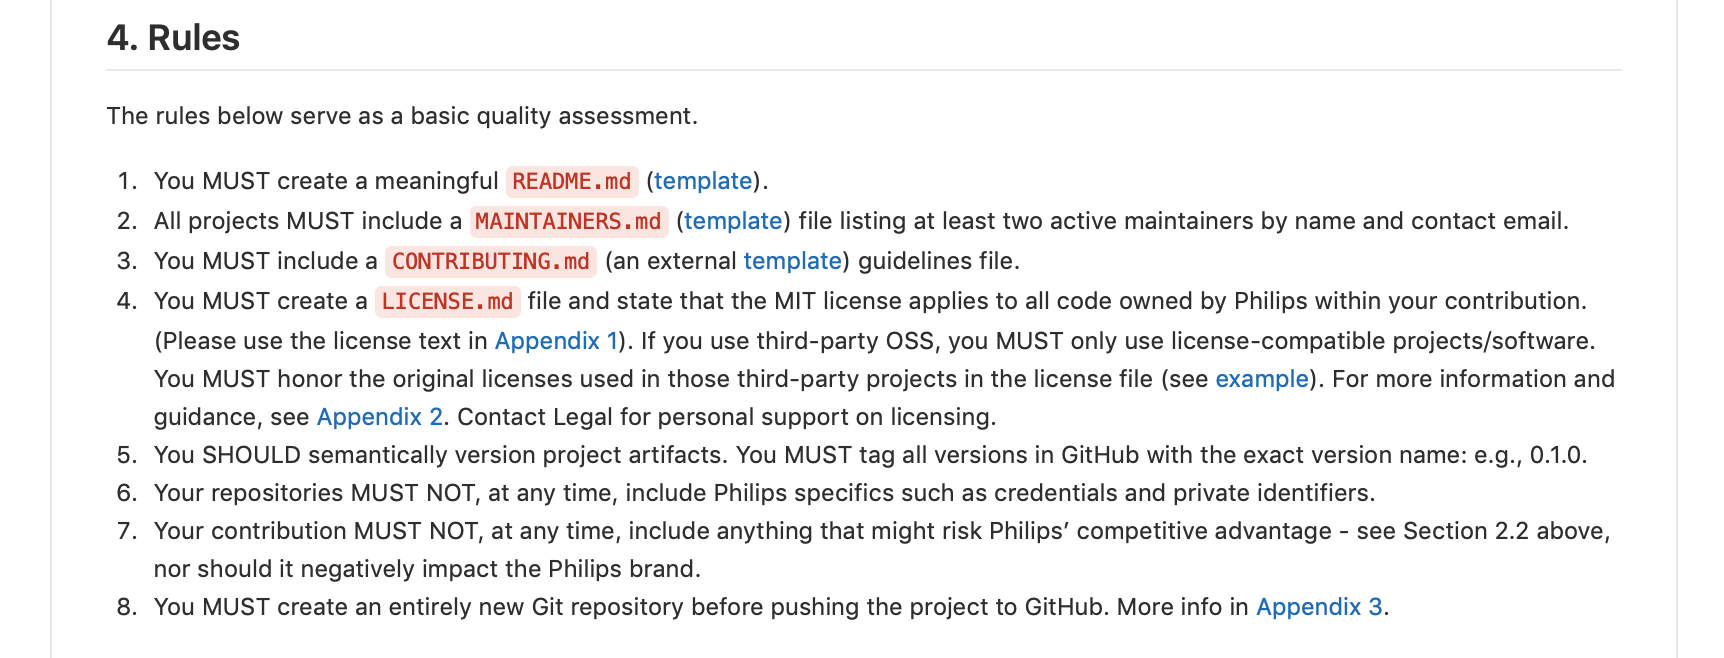 4. Rules
The rules below serve as a basic quality assessment.
1. You MUST create a meaningful README.md (template).
2. All projects MUST include a MAINTAINERS.md (template) file listing at least two active maintainers by name and contact email.
3. You MUST include a CONTRIBUTING.md (an external template) guidelines file.
4. You MUST create a LICENSE.md file and state that the MIT license applies to all code owned by Philips within your contribution.
(Please use the license text in Appendix 1). If you use third-party OSS, you MUST only use license-compatible projects/software.
You MUST honor the original licenses used in those third-party projects in the license file (see example). For more information and
guidance, see Appendix 2. Contact Legal for personal support on licensing.
5. You SHOULD semantically version project artifacts. You MUST tag all versions in GitHub with the exact version name: e.g., 0.1.0.
6. Your repositories MUST NOT, at any time, include Philips specifics such as credentials and private identifiers.
7. Your contribution MUST NOT, at any time, include anything that might risk Philips’ competitive advantage - see Section 2.2 above,
nor should it negatively impact the Philips brand.
8. You MUST create an entirely new Git repository before pushing the project to GitHub. More info in Appendix 3.